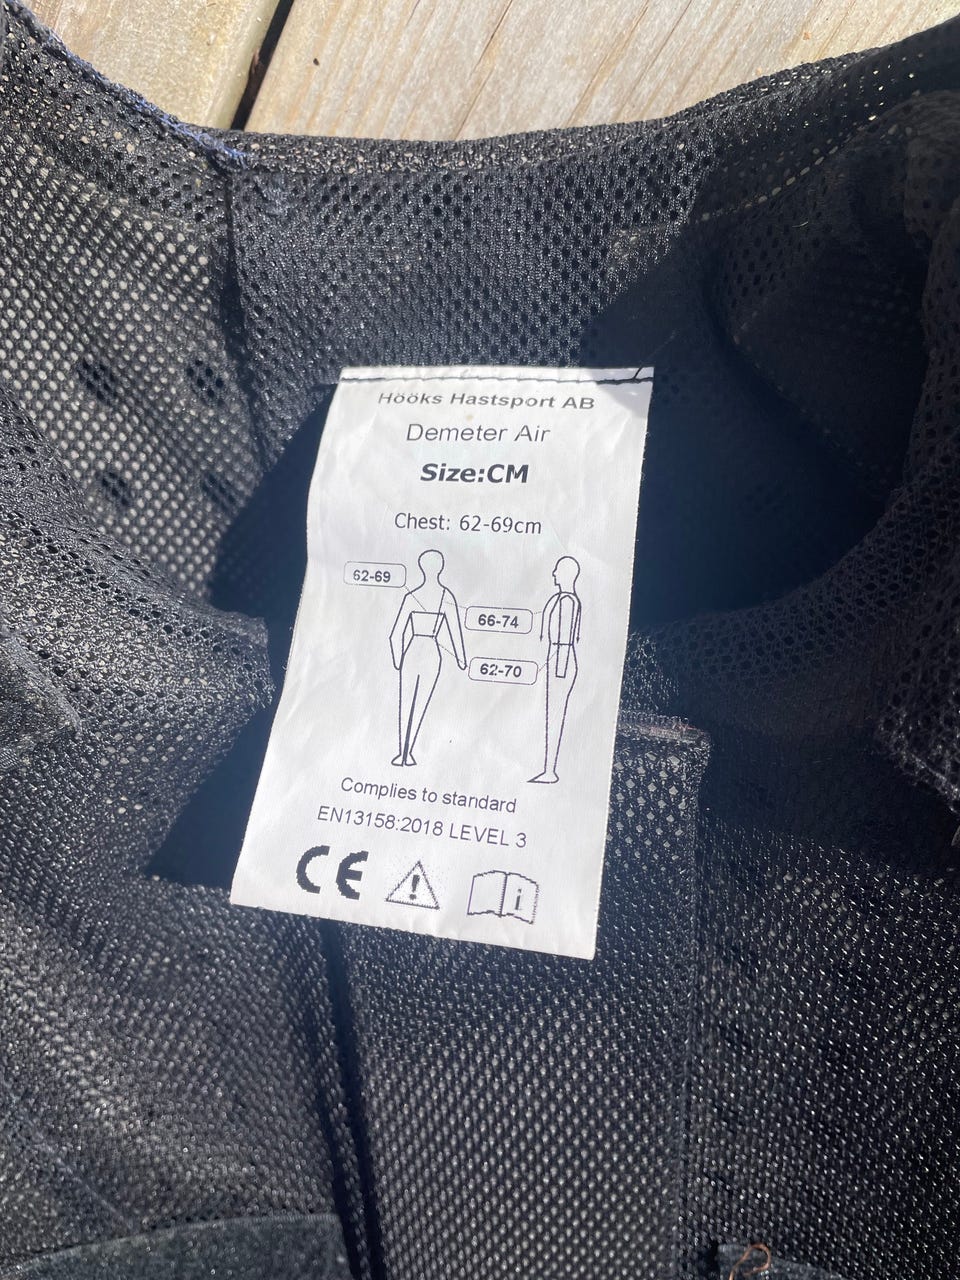 Hööks Hastsport AB
Demeter Air
Size:CM
Chest: 62-69cm
62-69
66-74
62-70
Complies to standard
EN13158:2018 LEVEL 3
CE
i